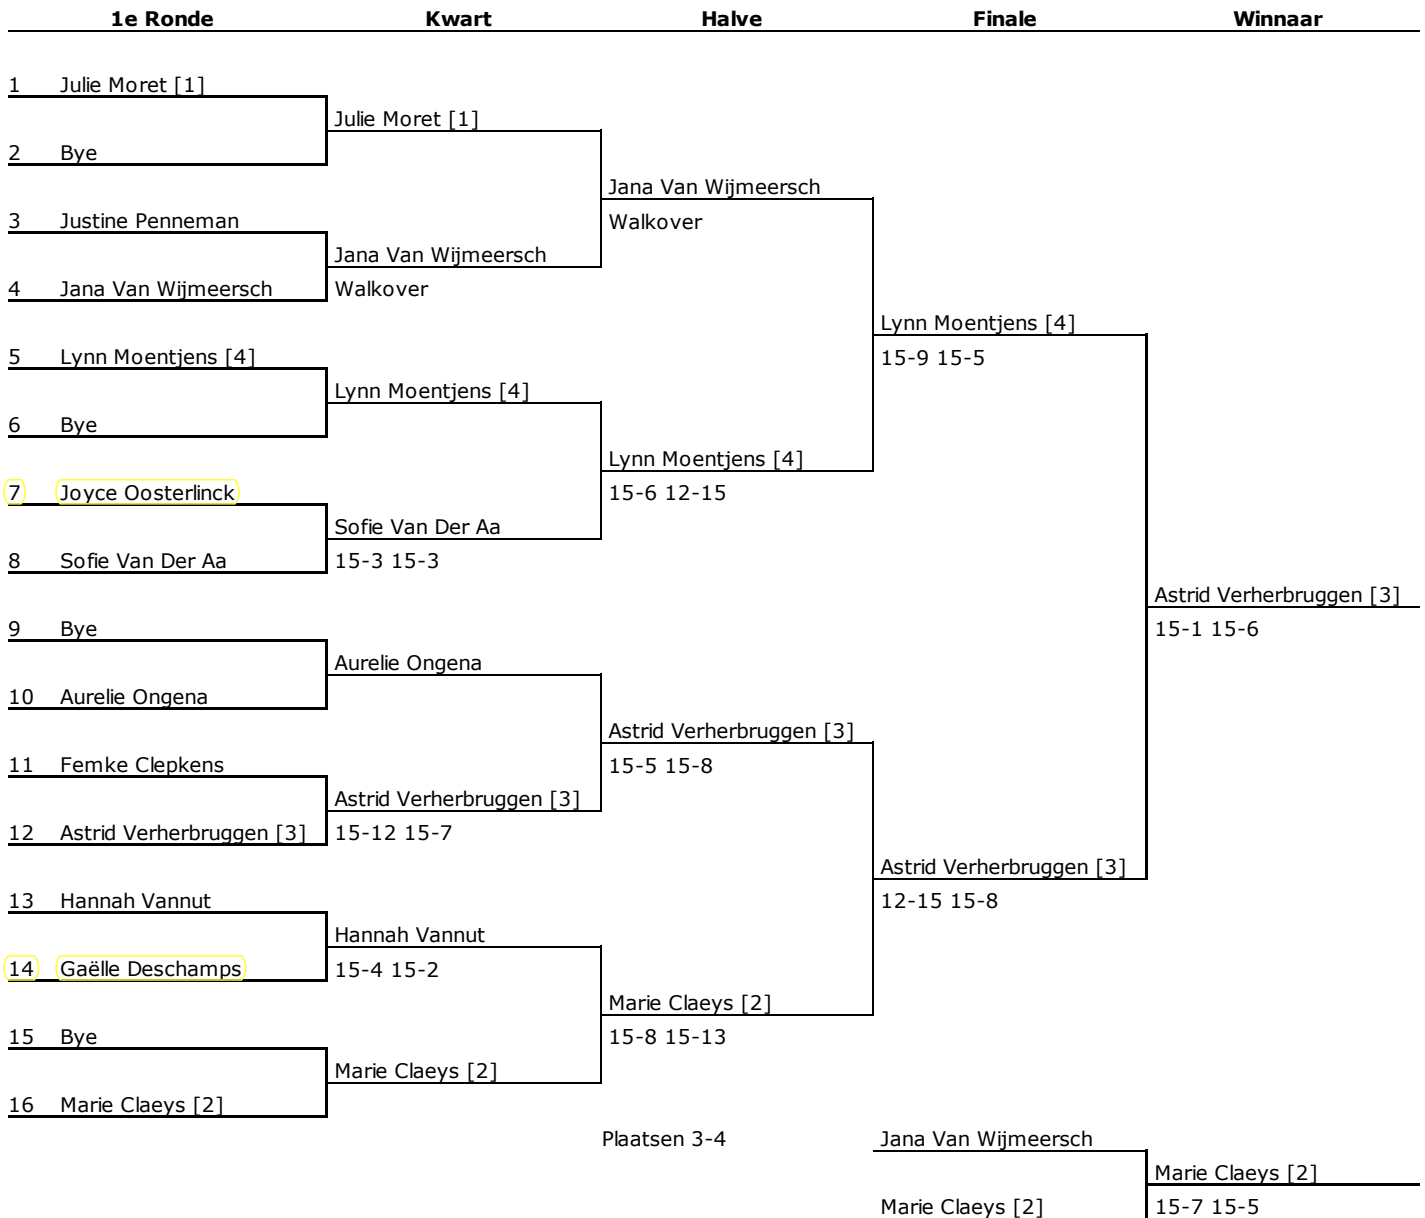 1e Ronde Kwart Halve Finale Winnaar
1 Julie Moret [1]
Julie Moret [1]
2 Bye
Jana Van Wijmeersch
3 Justine Penneman Walkover
Jana Van Wijmeersch
4 Jana Van Wijmeersch Walkover
Lynn Moentjens [4]
5 Lynn Moentjens [4] 15-9 15-5
Lynn Moentjens [4]
6 Bye
Lynn Moentjens [4]
7 Joyce Oosterlinck 15-6 12-15
Sofie Van Der Aa
8 Sofie Van Der Aa 15-3 15-3
Astrid Verherbruggen [3]
9 Bye 15-1 15-6
Aurelie Ongena
10 Aurelie Ongena
Astrid Verherbruggen [3]
11 Femke Clepkens 15-5 15-8
Astrid Verherbruggen [3]
12 Astrid Verherbruggen [3] 15-12 15-7
Astrid Verherbruggen [3]
13 Hannah Vannut 12-15 15-8
Hannah Vannut
14 Gaëlle Deschamps 15-4 15-2
Marie Claeys [2]
15 Bye 15-8 15-13
Marie Claeys [2]
16 Marie Claeys [2]
Plaatsen 3-4 Jana Van Wijmeersch
Marie Claeys [2]
Marie Claeys [2] 15-7 15-5